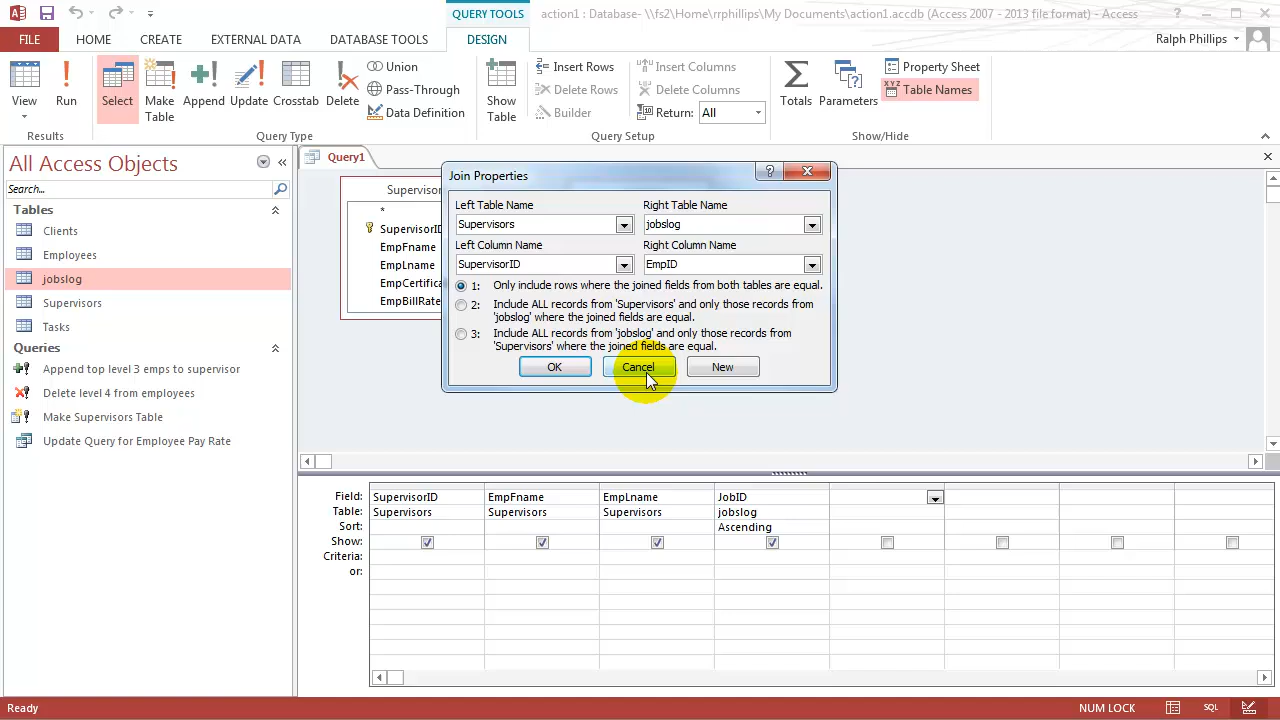 QUERY TOOLS
action1 : Database- \\fs2\Home\rrphillips\My Documents\action1.accdb (Access 2007 - 2013 file format) - Access
FILE
HOME
CREATE
EXTERNAL DATA
DATABASE TOOLS
DESIGN
Ralph Phillips
View
Run
Results
Select
Make
Table
Append
Update
Crosstab
Delete
Union
Pass-Through
Data Definition
Query Type
Show
Table
Insert Rows
Delete Rows
Builder
Insert Columns
Delete Columns
Return: All
Query Setup
Totals
Parameters
Property Sheet
Table Names
Show/Hide
All Access Objects
Search...
Tables
Clients
Employees
jobslog
Supervisors
Tasks
Queries
Append top level 3 emps to supervisor
Delete level 4 from employees
Make Supervisors Table
Update Query for Employee Pay Rate
Query1
Supervisor
*
SupervisorID
EmpFname
EmpLname
EmpCertifica
EmpBillRate
Join Properties
Left Table Name
Right Table Name
Supervisors
jobslog
Left Column Name
Right Column Name
SupervisorID
EmpID
1: Only include rows where the joined fields from both tables are equal.
2: Include ALL records from 'Supervisors' and only those records from
'jobslog' where the joined fields are equal.
3: Include ALL records from 'jobslog' and only those records from
'Supervisors' where the joined fields are equal.
OK
Cancel
New
Field: SupervisorID EmpFname EmpLname JobID
Table: Supervisors Supervisors Supervisors jobslog
Sort: Ascending
Show:
Criteria:
or:
Ready
NUM LOCK
SQL